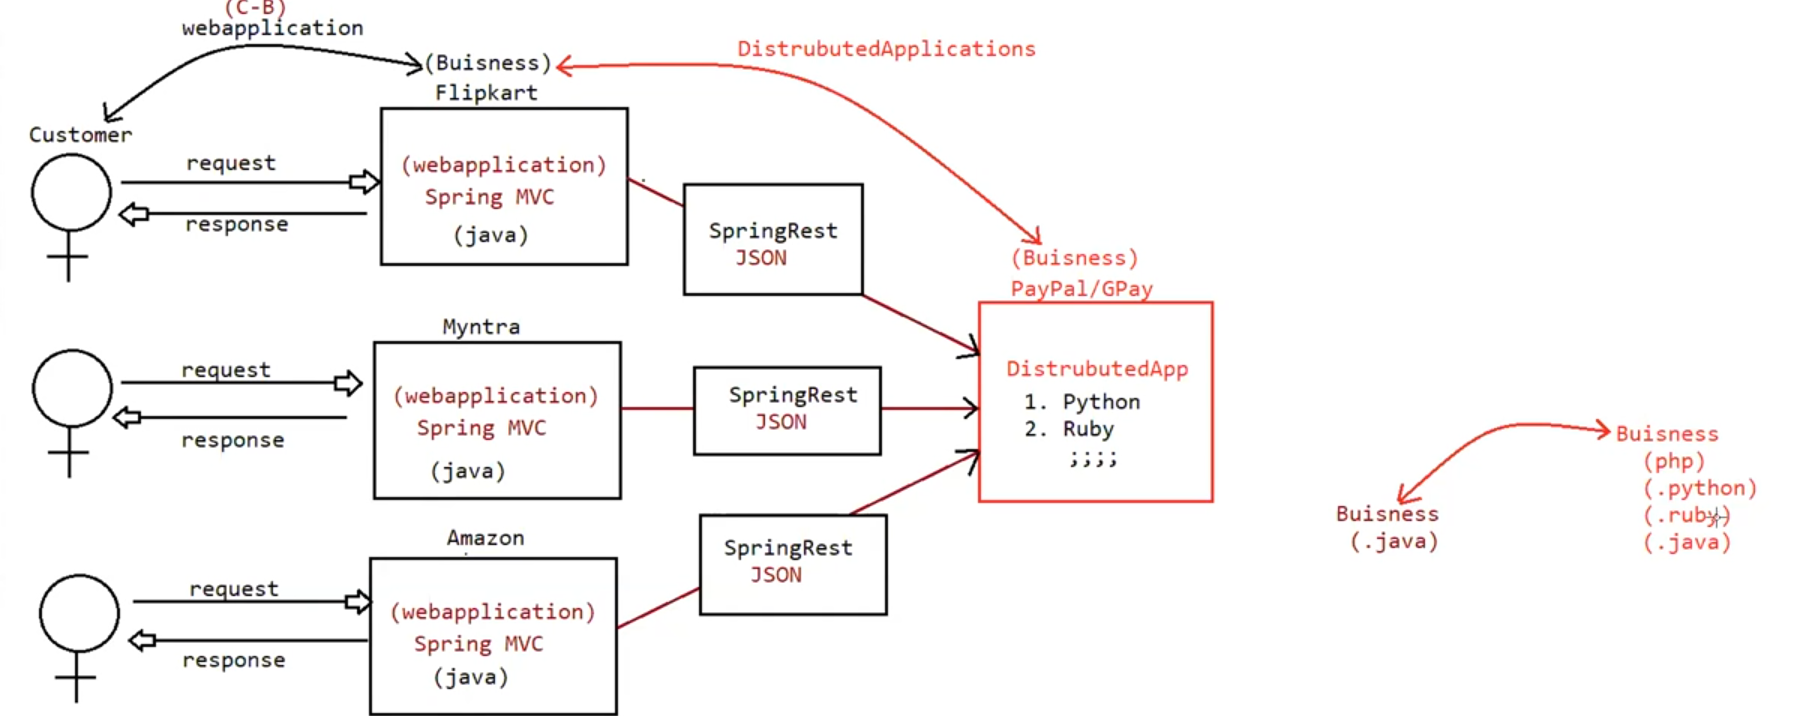 (C-B)
webapplication
DistrubutedApplications
(Buisness)
Flipkart
Customer
request
response
(webapplication)
Spring MVC
(java)
SpringRest
JSON
(Buisness)
PayPal/GPay
Myntra
request
response
(webapplication)
Spring MVC
(java)
SpringRest
JSON
DistrubutedApp
1. Python
2. Ruby
;;;;
Buisness
(php)
(.python)
(.ruby)
(.java)
Buisness
(.java)
Amazon
request
response
(webapplication)
Spring MVC
(java)
SpringRest
JSON